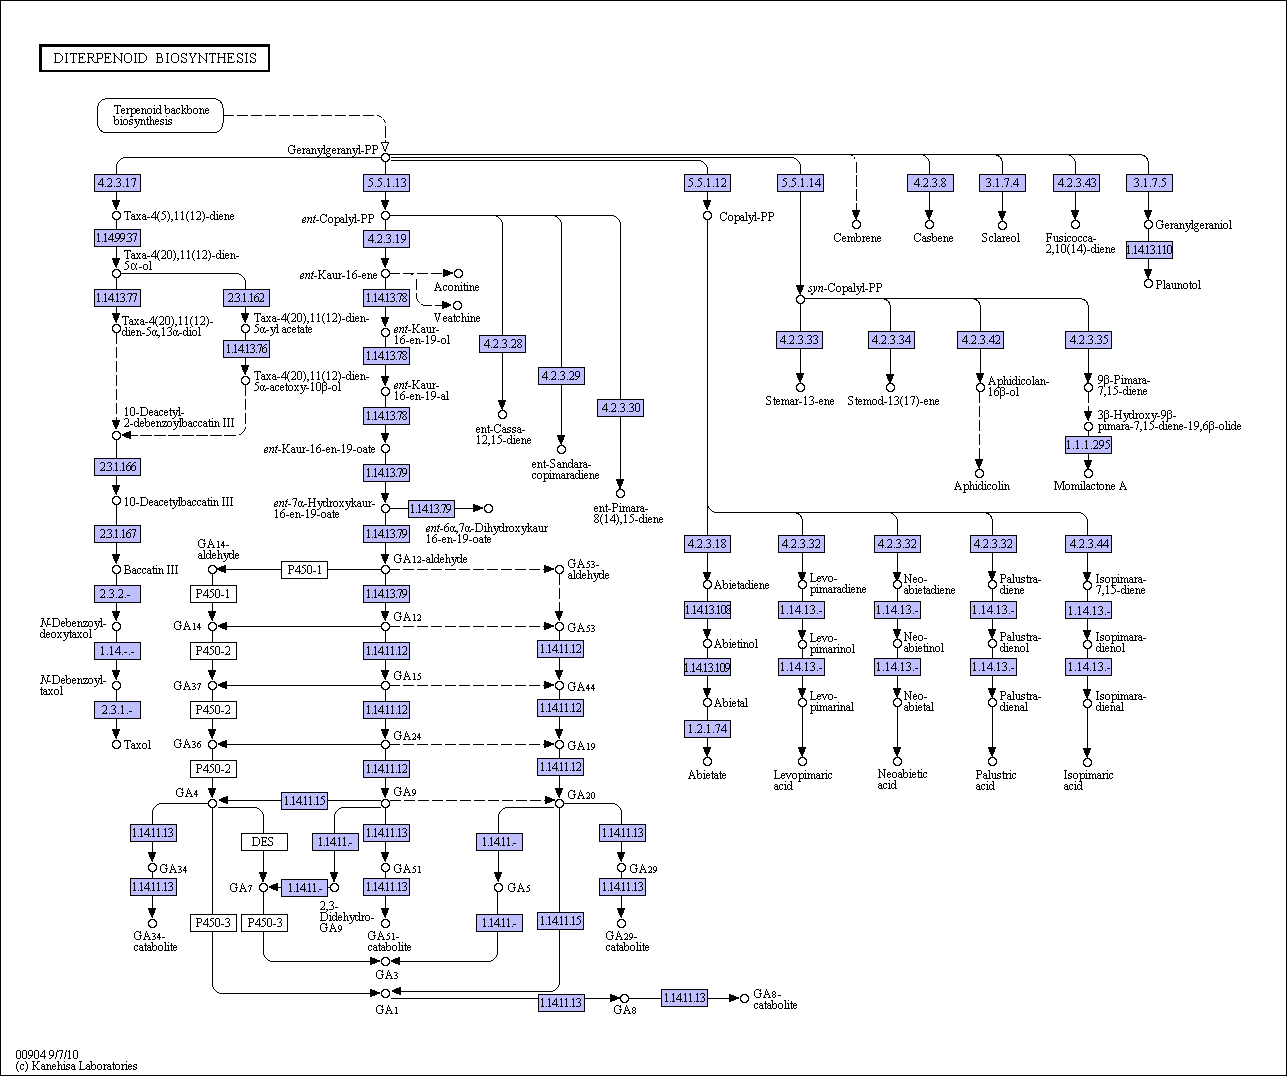 DITERPENOID BIOSYNTHESIS
Terpenoid backbone
biosynthesis
Geranylgeranyl-PP
4.2.3.17
5.5.1.13
5.5.1.12
5.5.1.14
4.2.3.8
3.1.7.4
4.2.3.43
3.1.7.5
Taxa-4(5),11(12)-diene
ent-Copalyl-PP
Copalyl-PP
Cembrene
Casbene
Sclareol
Fusicocca-
2,10(14)-diene
Geranylgeraniol
1.14.99.37
4.2.3.19
1.14.13.110
Taxa-4(20),11(12)-dien-
5α-ol
ent-Kaur-16-ene
Aconitine
Veatchine
Plaunotol
syn-Copalyl-PP
1.14.13.77
2.3.1.162
1.14.13.78
Taxa-4(20),11(12)-
dien-5α,13α-diol
Taxa-4(20),11(12)-dien-
5α-yl acetate
ent-Kaur-
16-en-19-ol
4.2.3.28
4.2.3.33
4.2.3.34
4.2.3.42
4.2.3.35
1.14.13.76
1.14.13.78
Taxa-4(20),11(12)-dien-
5α-acetoxy-10β-ol
ent-Kaur-
16-en-19-al
4.2.3.29
Stemar-13-ene
Stemod-13(17)-ene
Aphidicolan-
16β-ol
9β-Pimara-
7,15-diene
4.2.3.30
10-Deacetyl-
2-debenzoylbaccatin III
1.14.13.78
ent-Cassa-
12,15-diene
3β-Hydroxy-9β-
pimara-7,15-diene-19,6β-olide
1.1.1.295
ent-Kaur-16-en-19-oate
ent-Sandara-
copimaradiene
2.3.1.166
1.14.13.79
Aphidicolin
Momilactone A
10-Deacetylbaccatin III
ent-7α-Hydroxykaur-
16-en-19-oate
1.14.13.79
ent-6α,7α-Dihydroxykaur
16-en-19-oate
ent-Pimara-
8(14),15-diene
2.3.1.167
1.14.13.79
4.2.3.18
4.2.3.32
4.2.3.32
4.2.3.32
4.2.3.44
GA14-
aldehyde
GA12-aldehyde
GA53-
aldehyde
Baccatin III
P450-1
Abietadiene
Levo-
pimaradiene
Neo-
abietadiene
Palustra-
diene
Isopimara-
7,15-diene
2.3.2.-
P450-1
1.14.13.79
1.14.13.108
1.14.13.-
1.14.13.-
1.14.13.-
1.14.13.-
N-Debenzoyl-
deoxytaxol
GA14
GA12
GA53
Abietinol
Levo-
pimarinol
Neo-
abietinol
Palustra-
dienol
Isopimara-
dienol
1.14.-.-
P450-2
1.14.11.12
1.14.11.12
1.14.13.109
1.14.13.-
1.14.13.-
1.14.13.-
1.14.13.-
N-Debenzoyl-
taxol
GA37
GA15
GA44
Abietal
Levo-
pimarinal
Neo-
abietal
Palustra-
dienal
Isopimara-
dienal
2.3.1.-
P450-2
1.14.11.12
1.14.11.12
1.2.1.74
Taxol
GA36
GA24
GA19
P450-2
1.14.11.12
1.14.11.12
Abietate
Levopimaric
acid
Neoabietic
acid
Palustric
acid
Isopimaric
acid
GA4
1.14.11.15
GA9
GA20
1.14.11.13
DES
1.14.11.-
1.14.11.13
1.14.11.-
1.14.11.13
GA34
GA51
GA29
1.14.11.13
GA7
1.14.11.-
1.14.11.13
GA5
1.14.11.13
2,3-
Didehydro-
GA9
P450-3
P450-3
1.14.11.-
1.14.11.15
GA34-
catabolite
GA51-
catabolite
GA29-
catabolite
GA3
GA1
1.14.11.13
GA8
1.14.11.13
GA8-
catabolite
00904 9/7/10
(c) Kanehisa Laboratories